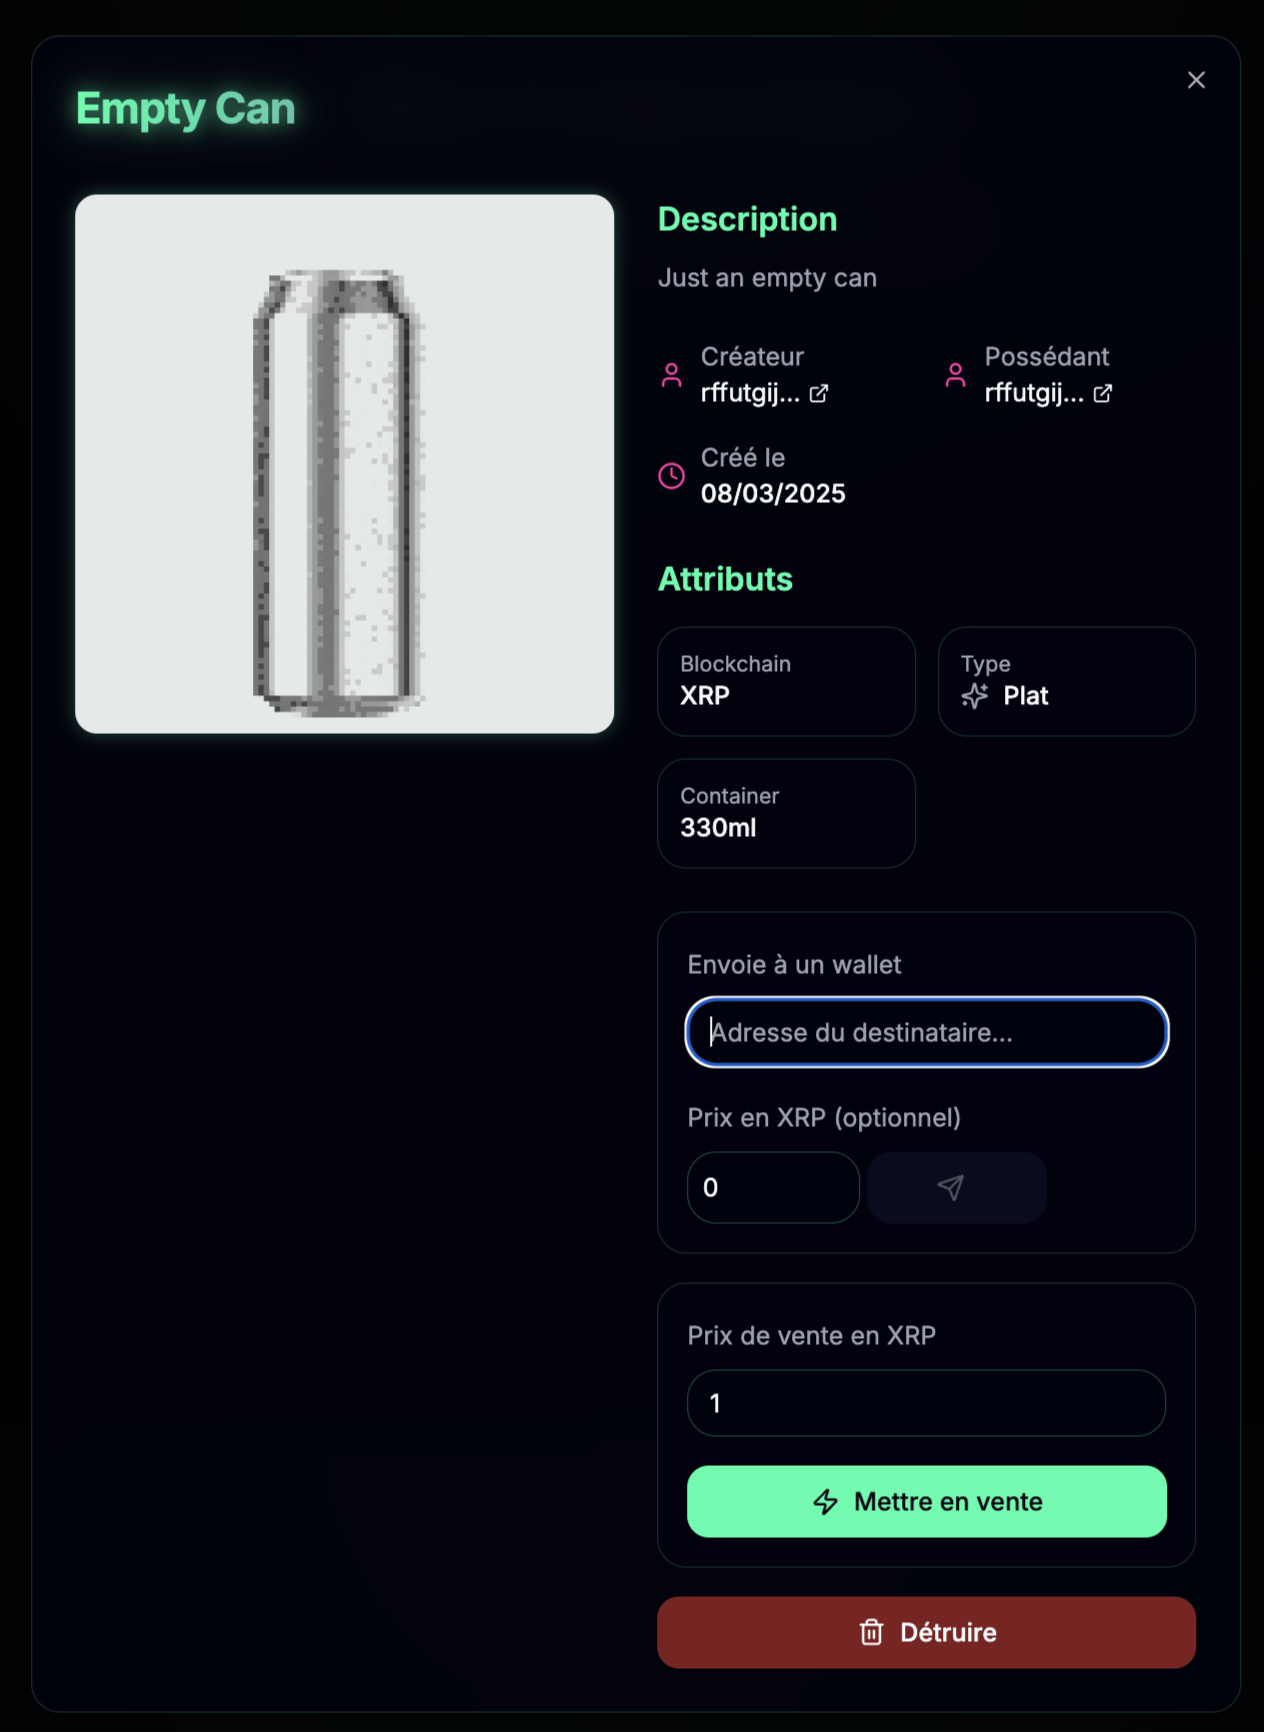 Empty Can
Description
Just an empty can
Créateur
rffutgij...
Possédant
rffutgij...
Créé le
08/03/2025
Attributs
Blockchain
XRP
Type
Plat
Container
330ml
Envoie à un wallet
Adresse du destinataire...
Prix en XRP (optionnel)
0
Prix de vente en XRP
1
Mettre en vente
Détruire